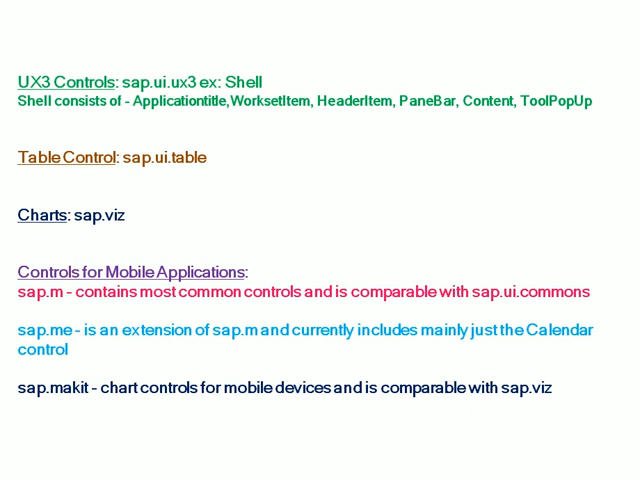 UX3 Controls: sap.ui.ux3 ex: Shell
Shell consists of - Applicationtitle,WorksetItem, HeaderItem, PaneBar, Content, ToolPopUp
Table Control: sap.ui.table
Charts: sap.viz
Controls for Mobile Applications:
sap.m - contains most common controls and is comparable with sap.ui.commons
sap.me - is an extension of sap.m and currently includes mainly just the Calendar
control
sap.makit - chart controls for mobile devices and is comparable with sap.viz